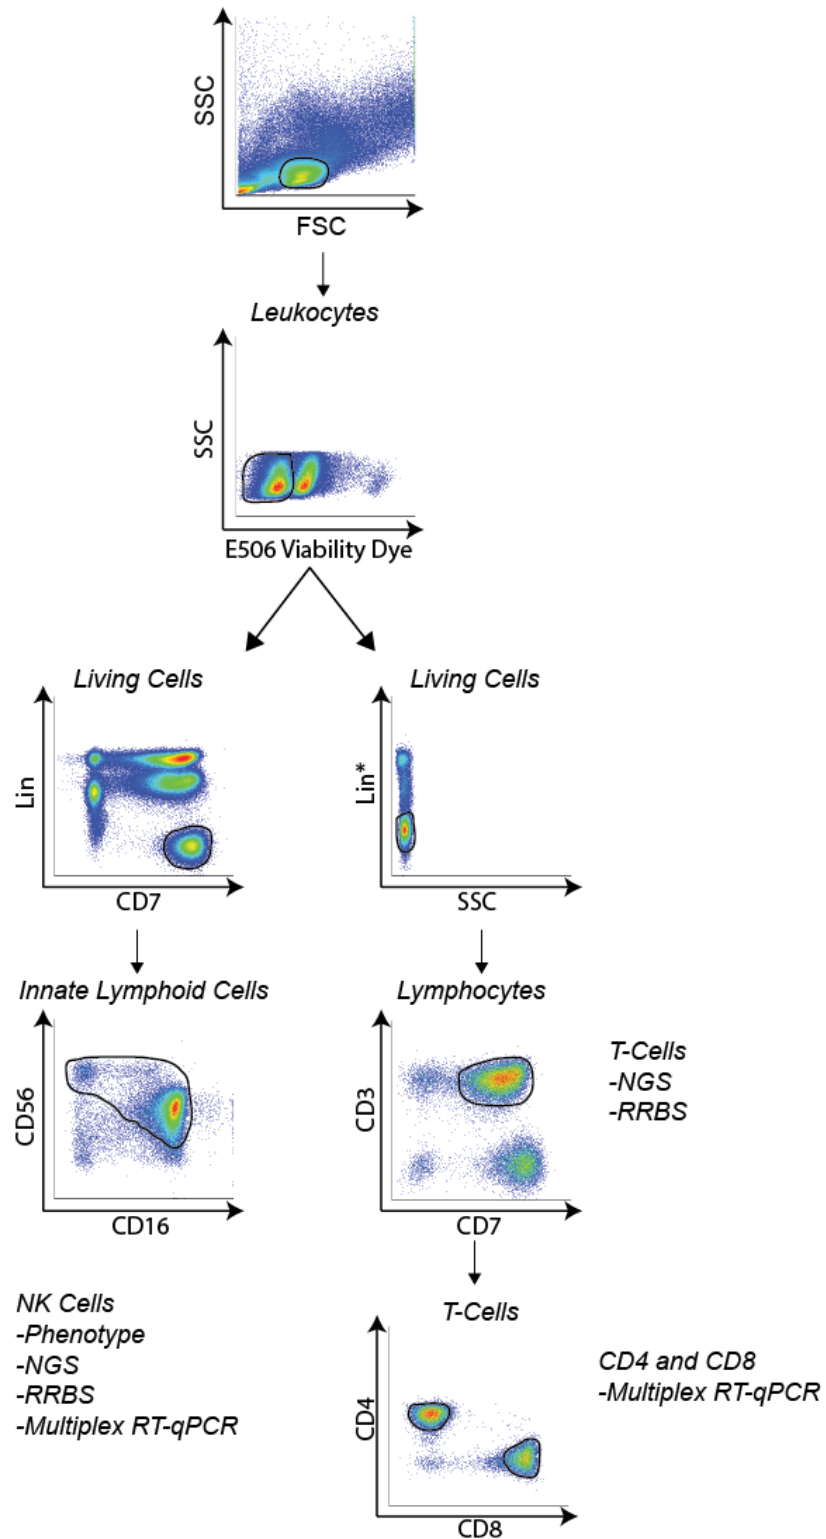 SSC
FSC
Leukocytes
SSC
E506 Viability Dye
Living Cells
Lin
CD7
Living Cells
Lin*
SSC
Innate Lymphoid Cells
CD56
CD16
Lymphocytes
CD3
CD7
T-Cells
-NGS
-RRBS
NK Cells
-Phenotype
-NGS
-RRBS
-Multiplex RT-qPCR
T-Cells
CD4
CD8
CD4 and CD8
-Multiplex RT-qPCR